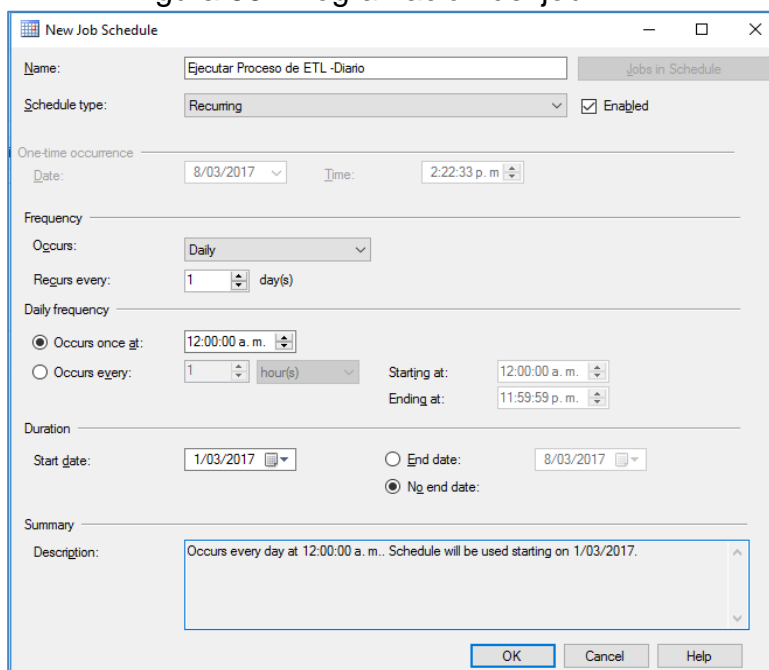 New Job Schedule
Name: Ejecutar Proceso de ETL -Diario Jobs in Schedule
Schedule type: Recurring Enabled
One-time occurrence
Date: 8/03/2017 Time: 2:22:33 p. m
Frequency
Occurs: Daily
Recurs every: 1 day(s)
Daily frequency
Occurs once at: 12:00:00 a. m.
Occurs every: 1 hour(s) Starting at: 12:00:00 a. m.
Ending at: 11:59:59 p. m.
Duration
Start date: 1/03/2017 End date: 8/03/2017
No end date:
Summary
Description: Occurs every day at 12:00:00 a. m.. Schedule will be used starting on 1/03/2017.
OK Cancel Help